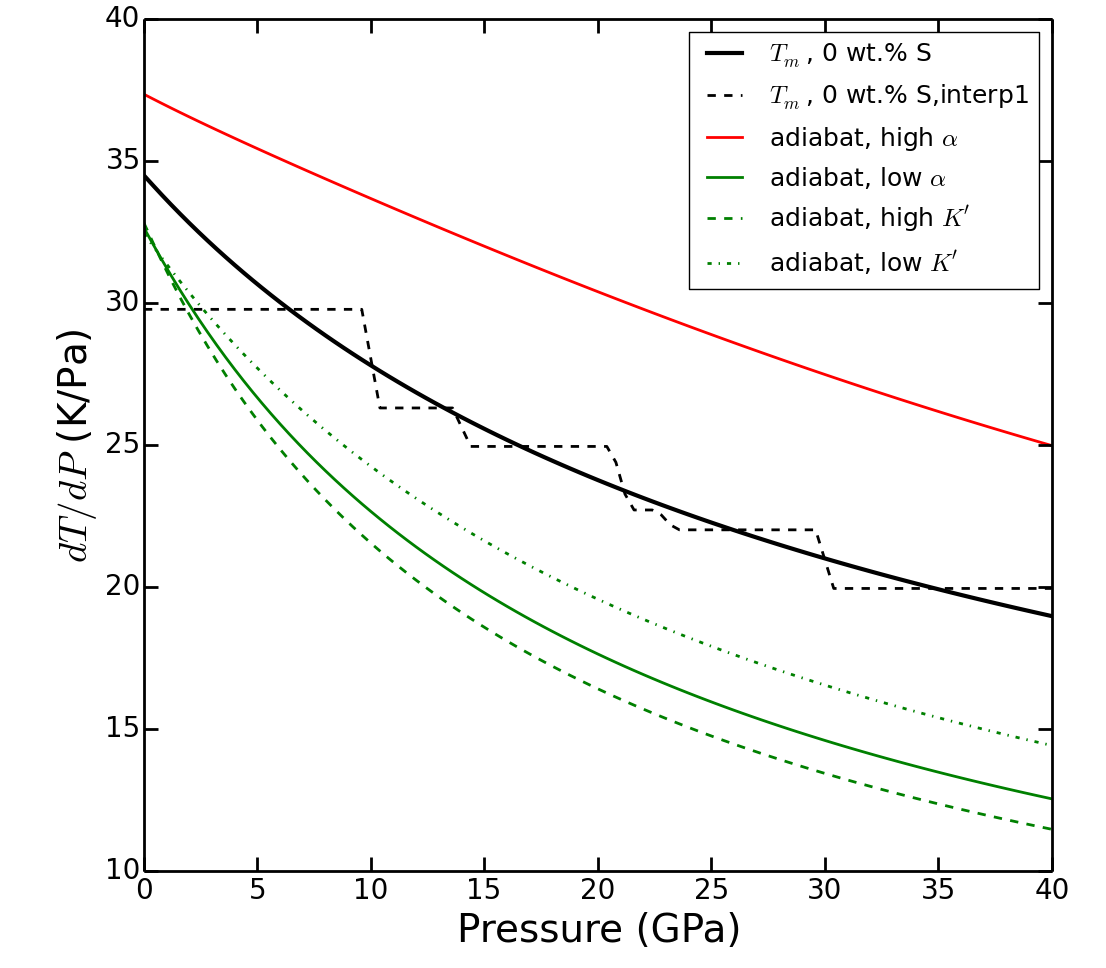 40
35
30
25
20
15
10
dT/dP (K/Pa)
T_m , 0 wt.% S
T_m , 0 wt.% S,interp1
adiabat, high α
adiabat, low α
adiabat, high K′
adiabat, low K′
0 5 10 15 20 25 30 35 40
Pressure (GPa)